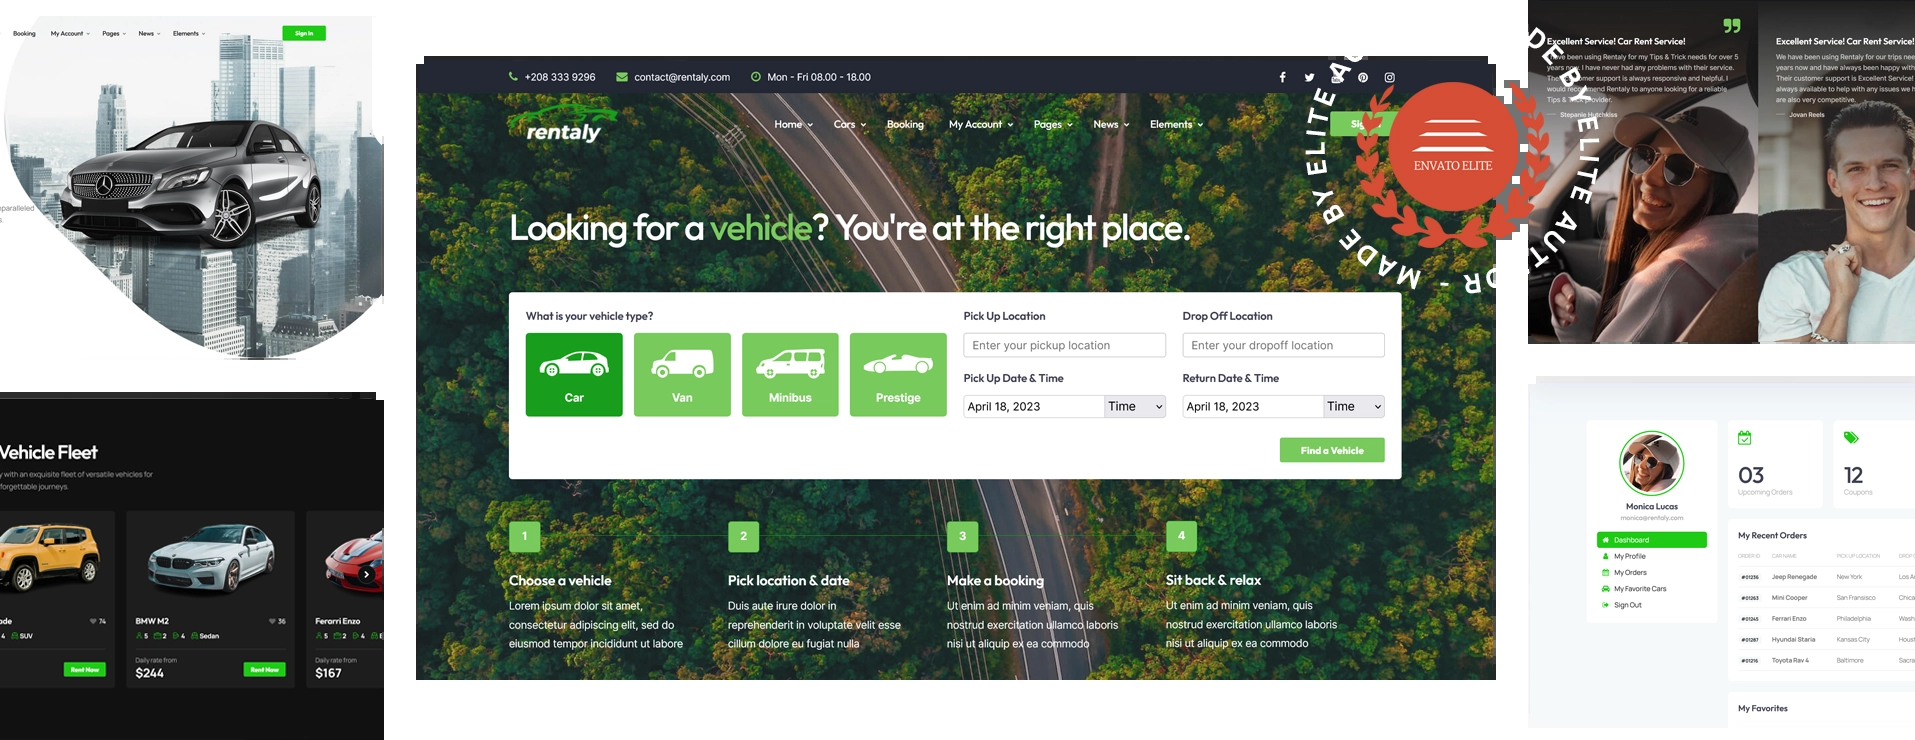 Booking My Account Pages News Elements Sign In
nparalleled
s.
Vehicle Fleet
y with an exquisite fleet of versatile vehicles for
forgettable journeys.
ade 74
4 SUV
Rent Now
BMW M2 36
5 2 4 Sedan
Daily rate from
$244
Rent Now
Ferarri Enzo
5 2 4 E
Daily rate from
$167
+208 333 9296 contact@rentaly.com Mon - Fri 08.00 - 18.00
rentaly
Home Cars Booking My Account Pages News Elements
Looking for a vehicle? You're at the right place.
What is your vehicle type?
Car Van Minibus Prestige
Pick Up Location
Enter your pickup location
Drop Off Location
Enter your dropoff location
Pick Up Date & Time
April 18, 2023 Time
Return Date & Time
April 18, 2023 Time
Find a Vehicle
1
Choose a vehicle
Lorem ipsum dolor sit amet,
consectetur adipiscing elit, sed do
eiusmod tempor incididunt ut labore
2
Pick location & date
Duis aute irure dolor in
reprehenderit in voluptate velit esse
cillum dolore eu fugiat nulla
3
Make a booking
Ut enim ad minim veniam, quis
nostrud exercitation ullamco laboris
nisi ut aliquip ex ea commodo
4
Sit back & relax
Ut enim ad minim veniam, quis
nostrud exercitation ullamco laboris
nisi ut aliquip ex ea commodo
ENVATO ELITE
MADE BY ELITE AUTHOR - MADE BY ELITE
Excellent Service! Car Rent Service!
been using Rentaly for my Tips & Trick needs for over 5
years now. I have never had any problems with their service.
Their customer support is always responsive and helpful. I
would recommend Rentaly to anyone looking for a reliable
Tips & Trick provider.
Stepanie Hutchkiss
Excellent Service! Car Rent Service!
We have been using Rentaly for our trips nee
years now and have always been happy with
Their customer support is Excellent Service!
always available to help with any issues we h
are also very competitive.
Jovan Reels
Monica Lucas
monica@rentaly.com
Dashboard
My Profile
My Orders
My Favorite Cars
Sign Out
03
Upcoming Orders
12
Coupons
My Recent Orders
ORDER ID CAR NAME PICK UP LOCATION DROP
#01236 Jeep Renegade New York Los A
#01263 Mini Cooper San Fransisco Chica
#01245 Ferrari Enzo Philadelphia Wash
#01287 Hyundai Staria Kansas City Houst
#01216 Toyota Rav 4 Baltimore Sacra
My Favorites